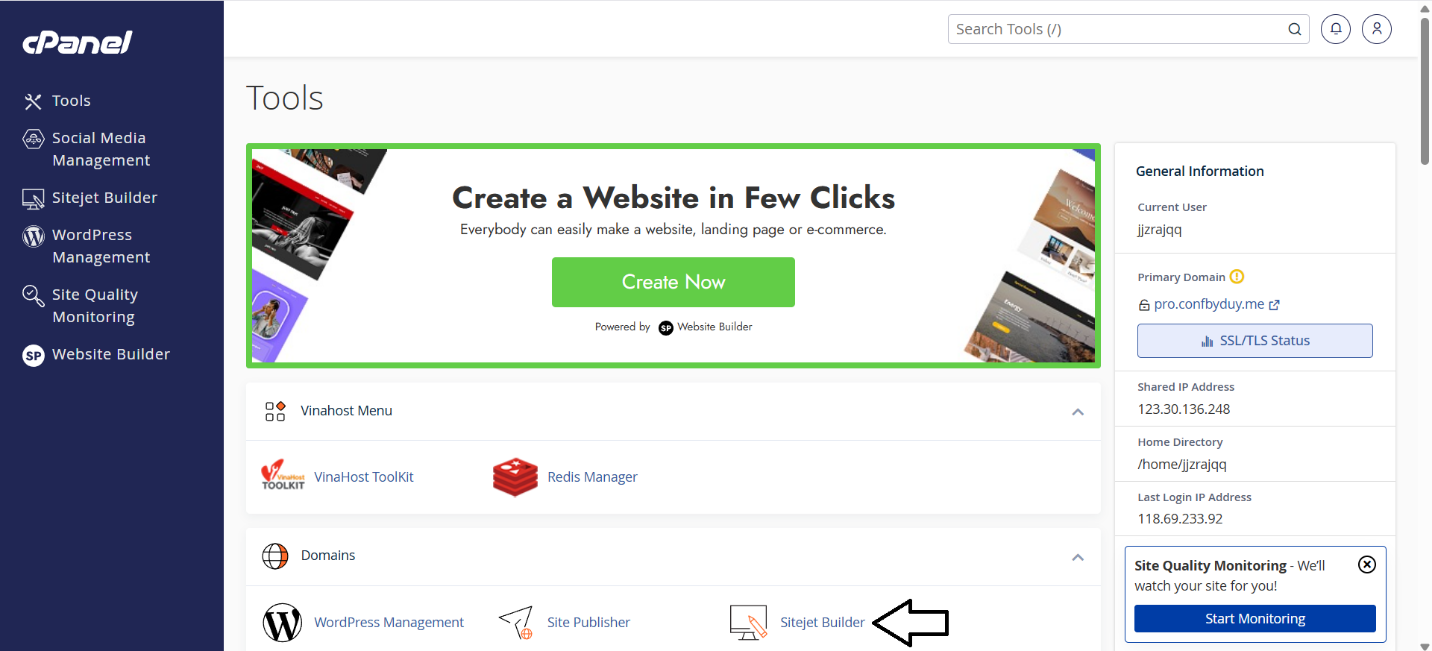 cPanel
Tools
Social Media
Management
Sitejet Builder
WordPress
Management
Site Quality
Monitoring
SP Website Builder
Search Tools (/)
Tools
Create a Website in Few Clicks
Everybody can easily make a website, landing page or e-commerce.
Create Now
Powered by SP Website Builder
Welcome
Energy
Vinahost Menu
VinaHost TOOLKIT VinaHost ToolKit
Redis Manager
Domains
WordPress Management
Site Publisher
Sitejet Builder
General Information
Current User
jjzrajqq
Primary Domain
pro.confbyduy.me
SSL/TLS Status
Shared IP Address
123.30.136.248
Home Directory
/home/jjzrajqq
Last Login IP Address
118.69.233.92
Site Quality Monitoring - We'll
watch your site for you!
Start Monitoring